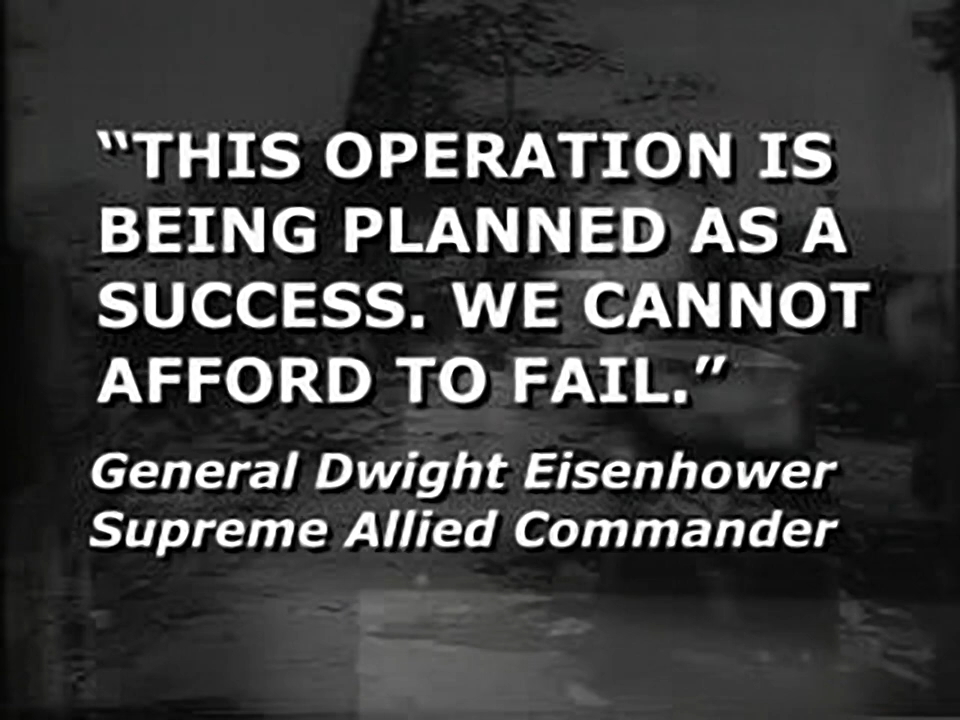 “THIS OPERATION IS
BEING PLANNED AS A
SUCCESS. WE CANNOT
AFFORD TO FAIL.”
General Dwight Eisenhower
Supreme Allied Commander